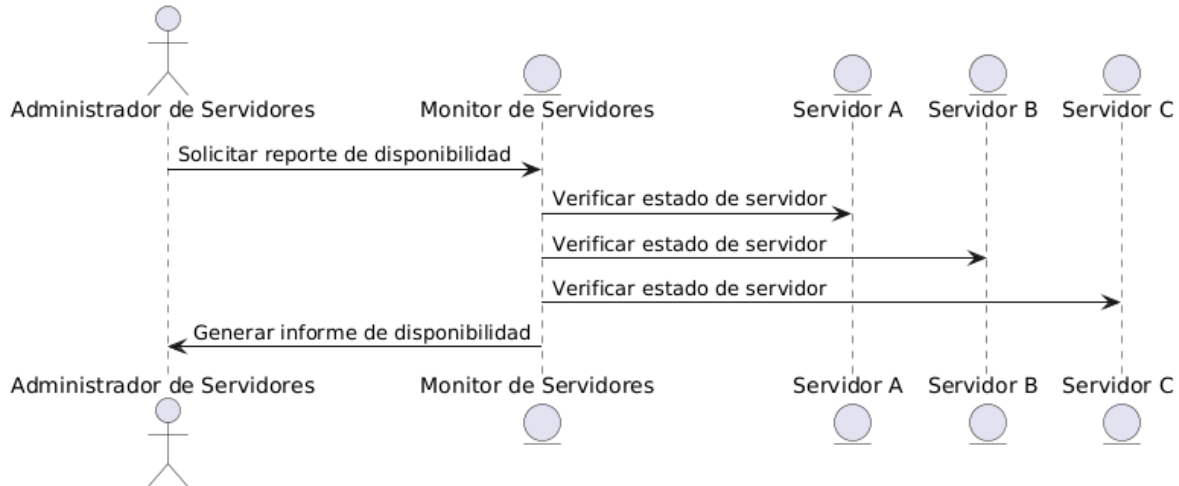 Administrador de Servidores
Monitor de Servidores
Servidor A
Servidor B
Servidor C
Solicitar reporte de disponibilidad
Verificar estado de servidor
Verificar estado de servidor
Verificar estado de servidor
Generar informe de disponibilidad
Administrador de Servidores
Monitor de Servidores
Servidor A
Servidor B
Servidor C